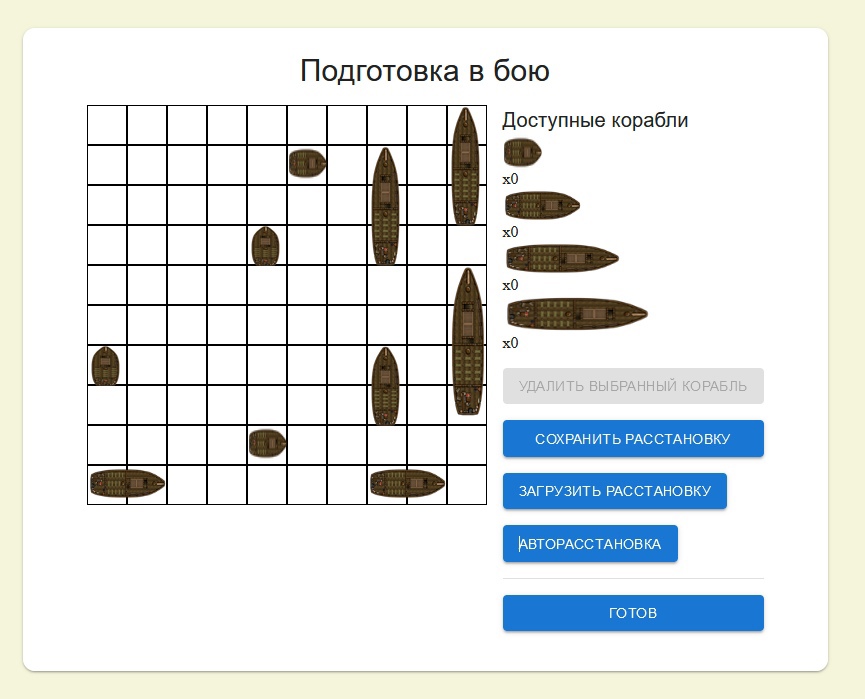 Подготовка в бою
Доступные корабли
x0
x0
x0
x0
УДАЛИТЬ ВЫБРАННЫЙ КОРАБЛЬ
СОХРАНИТЬ РАССТАНОВКУ
ЗАГРУЗИТЬ РАССТАНОВКУ
АВТОРАССТАНОВКА
ГОТОВ